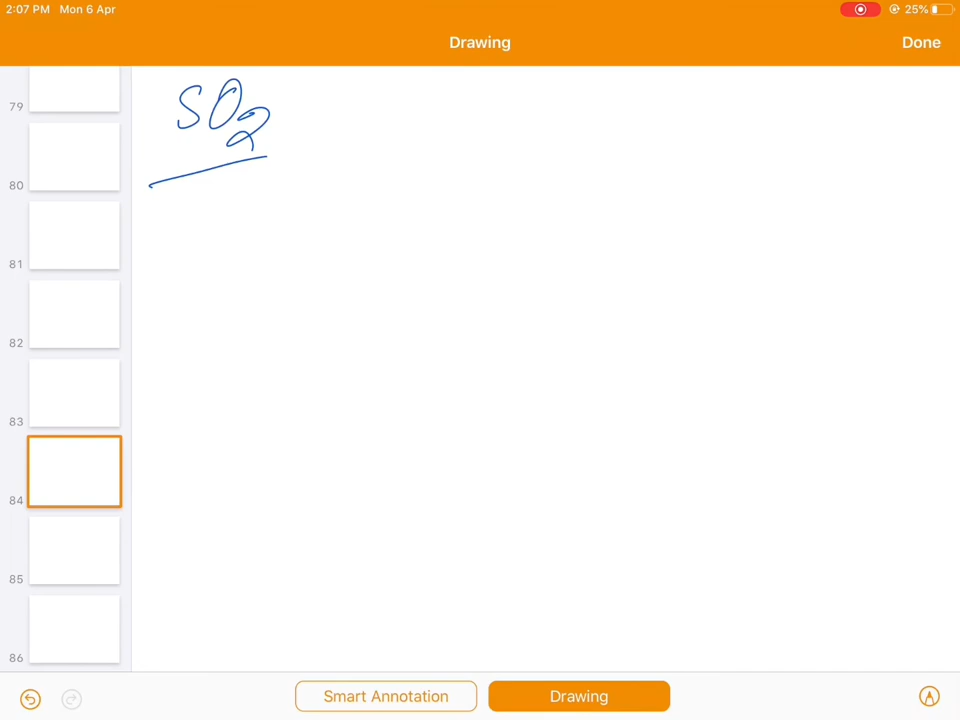 2:07 PM Mon 6 Apr 25%
Drawing Done
79
80
81
82
83
84
85
86
SO₂
Smart Annotation Drawing